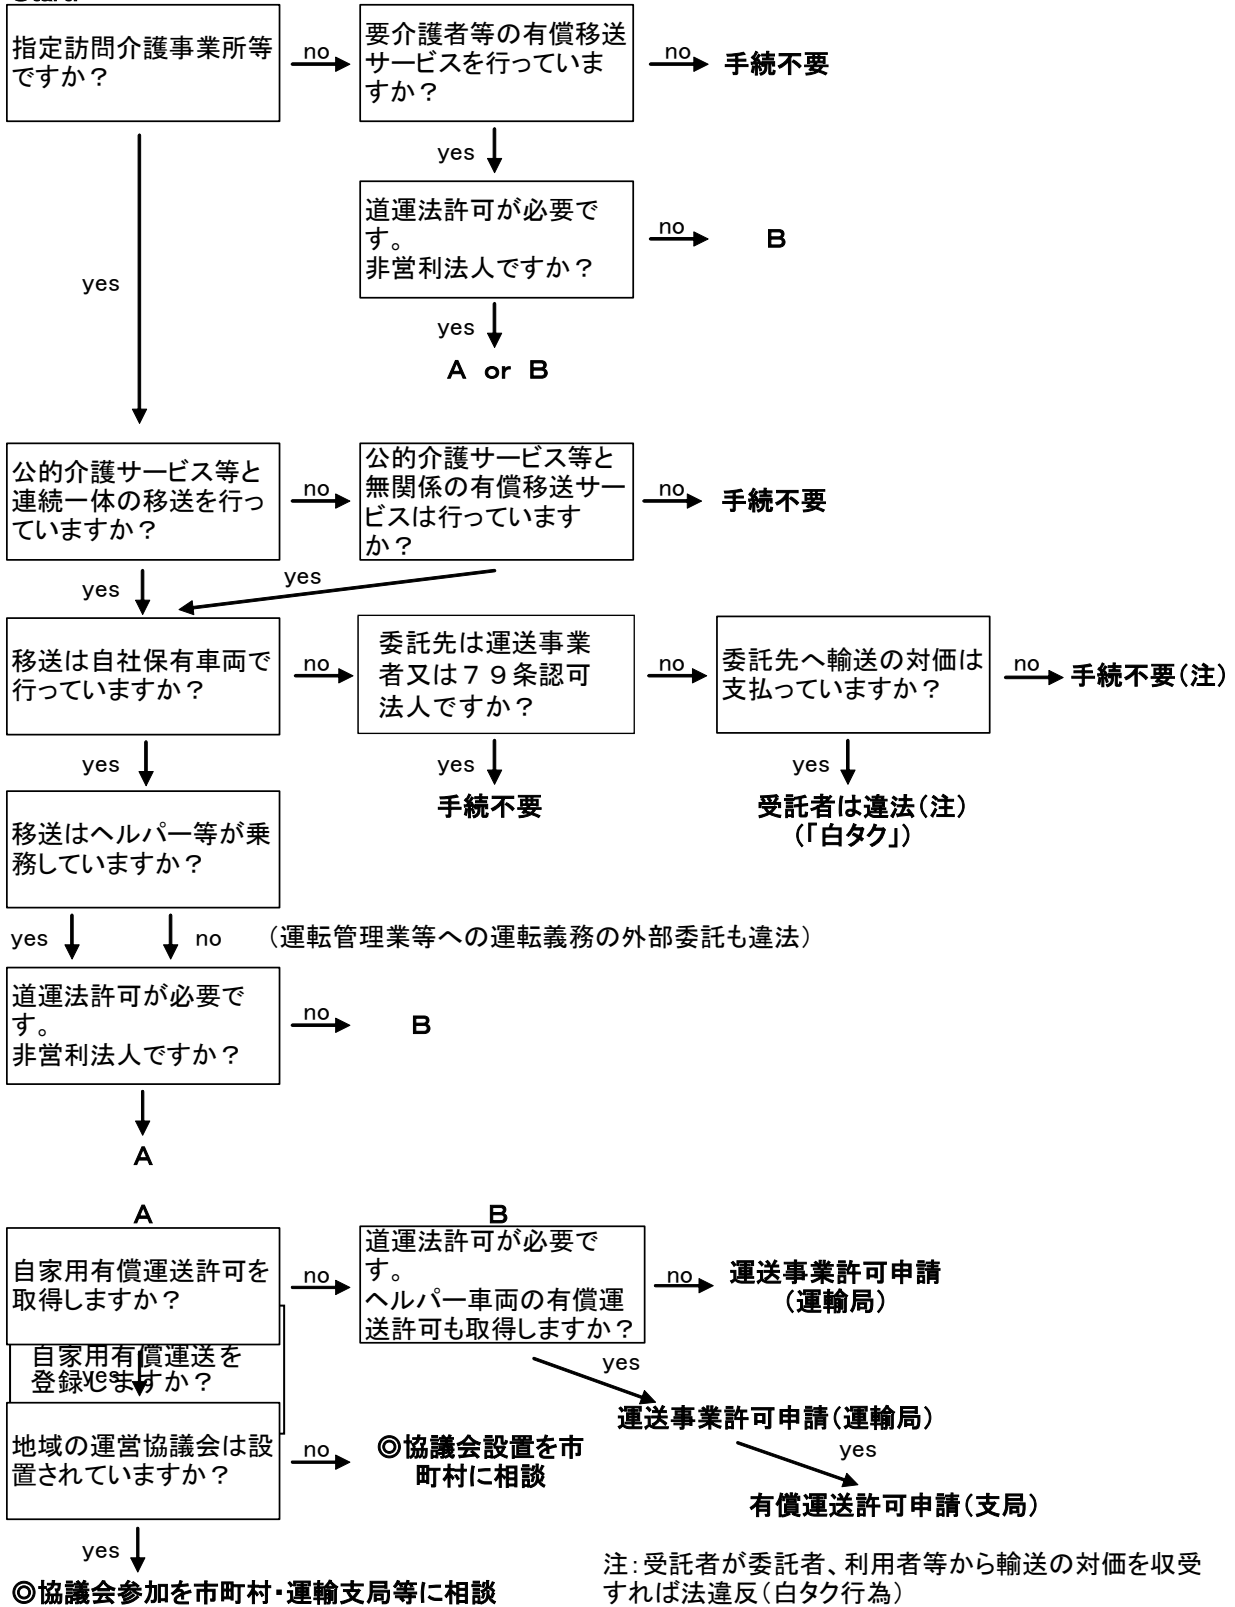 指定訪問介護事業所等
ですか？
no
要介護者等の有償移送
サービスを行っていま
すか？
no
手続不要
yes
道運法許可が必要で
す。
非営利法人ですか？
no
B
yes
yes
A or B
公的介護サービス等と
連続一体の移送を行っ
ていますか？
no
公的介護サービス等と
無関係の有償移送サー
ビスは行っています
か？
no
手続不要
yes
yes
移送は自社保有車両で
行っていますか？
no
委託先は運送事業
者又は７９条認可
法人ですか？
no
委託先へ輸送の対価は
支払っていますか？
no
手続不要（注）
yes
yes
手続不要
yes
受託者は違法（注）
（「白タク」）
移送はヘルパー等が乗
務していますか？
yes
no
（運転管理業等への運転義務の外部委託も違法）
道運法許可が必要で
す。
非営利法人ですか？
no
B
A
A
B
自家用有償運送許可を
取得しますか？
no
道運法許可が必要で
す。
ヘルパー車両の有償運
送許可も取得しますか？
no
運送事業許可申請
（運輸局）
自家用有償運送を
登録しますか？
yes
yes
運送事業許可申請（運輸局）
地域の運営協議会は設
置されていますか？
no
◎協議会設置を市
町村に相談
yes
有償運送許可申請（支局）
yes
◎協議会参加を市町村・運輸支局等に相談
注：受託者が委託者、利用者等から輸送の対価を収受
すれば法違反（白タク行為）